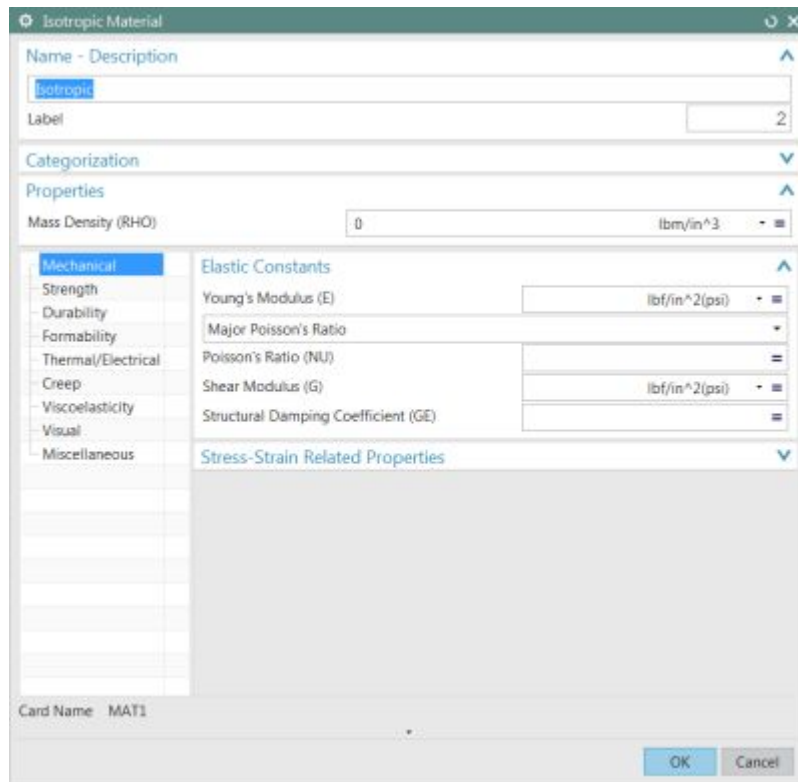 Isotropic Material
Name - Description
Isotropic
Label 2
Categorization
Properties
Mass Density (RHO) 0 lbm/in^3
Mechanical
Strength
Durability
Formability
Thermal/Electrical
Creep
Viscoelasticity
Visual
Miscellaneous
Elastic Constants
Young's Modulus (E) lbf/in^2(psi)
Major Poisson's Ratio
Poisson's Ratio (NU)
Shear Modulus (G) lbf/in^2(psi)
Structural Damping Coefficient (GE)
Stress-Strain Related Properties
Card Name MAT1
OK Cancel